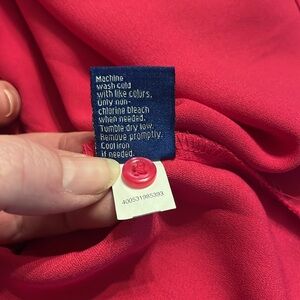 Machine
wash cold
with like colors.
Only non-
chlorine bleach
when needed.
Tumble dry low.
Remove promptly.
Cool iron
if needed.
400531985393